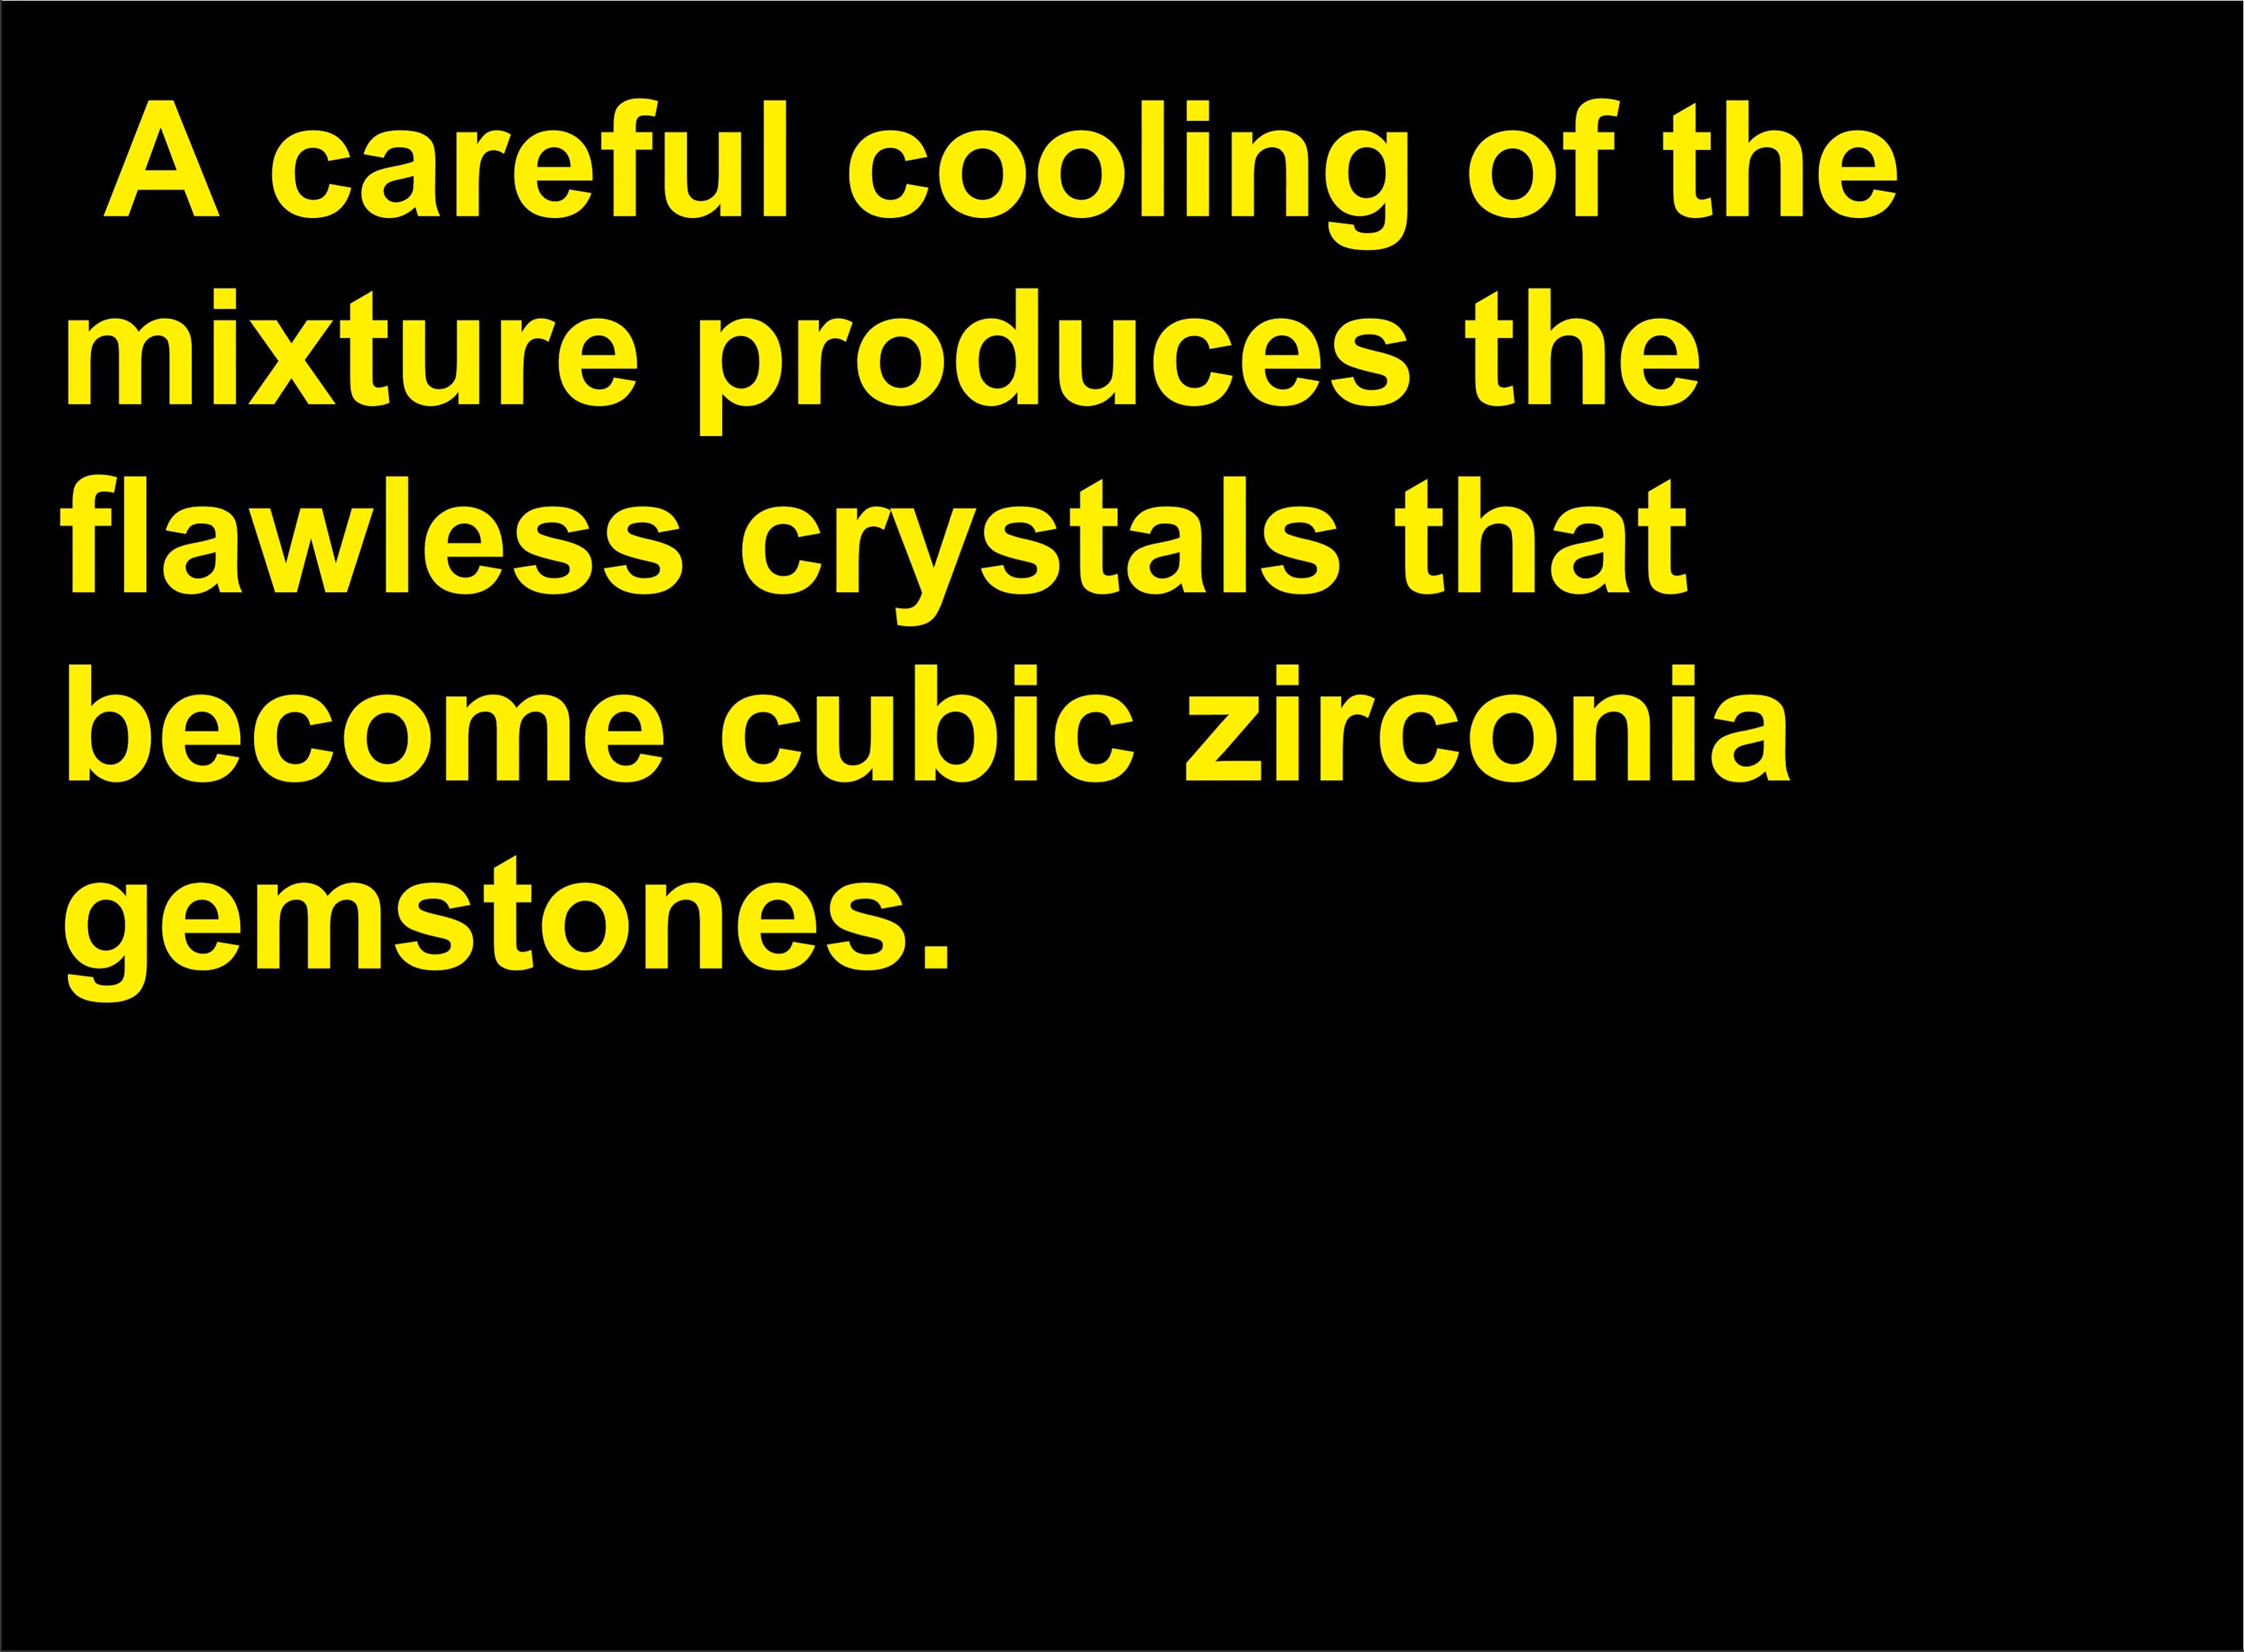 A careful cooling of the
mixture produces the
flawless crystals that
become cubic zirconia
gemstones.